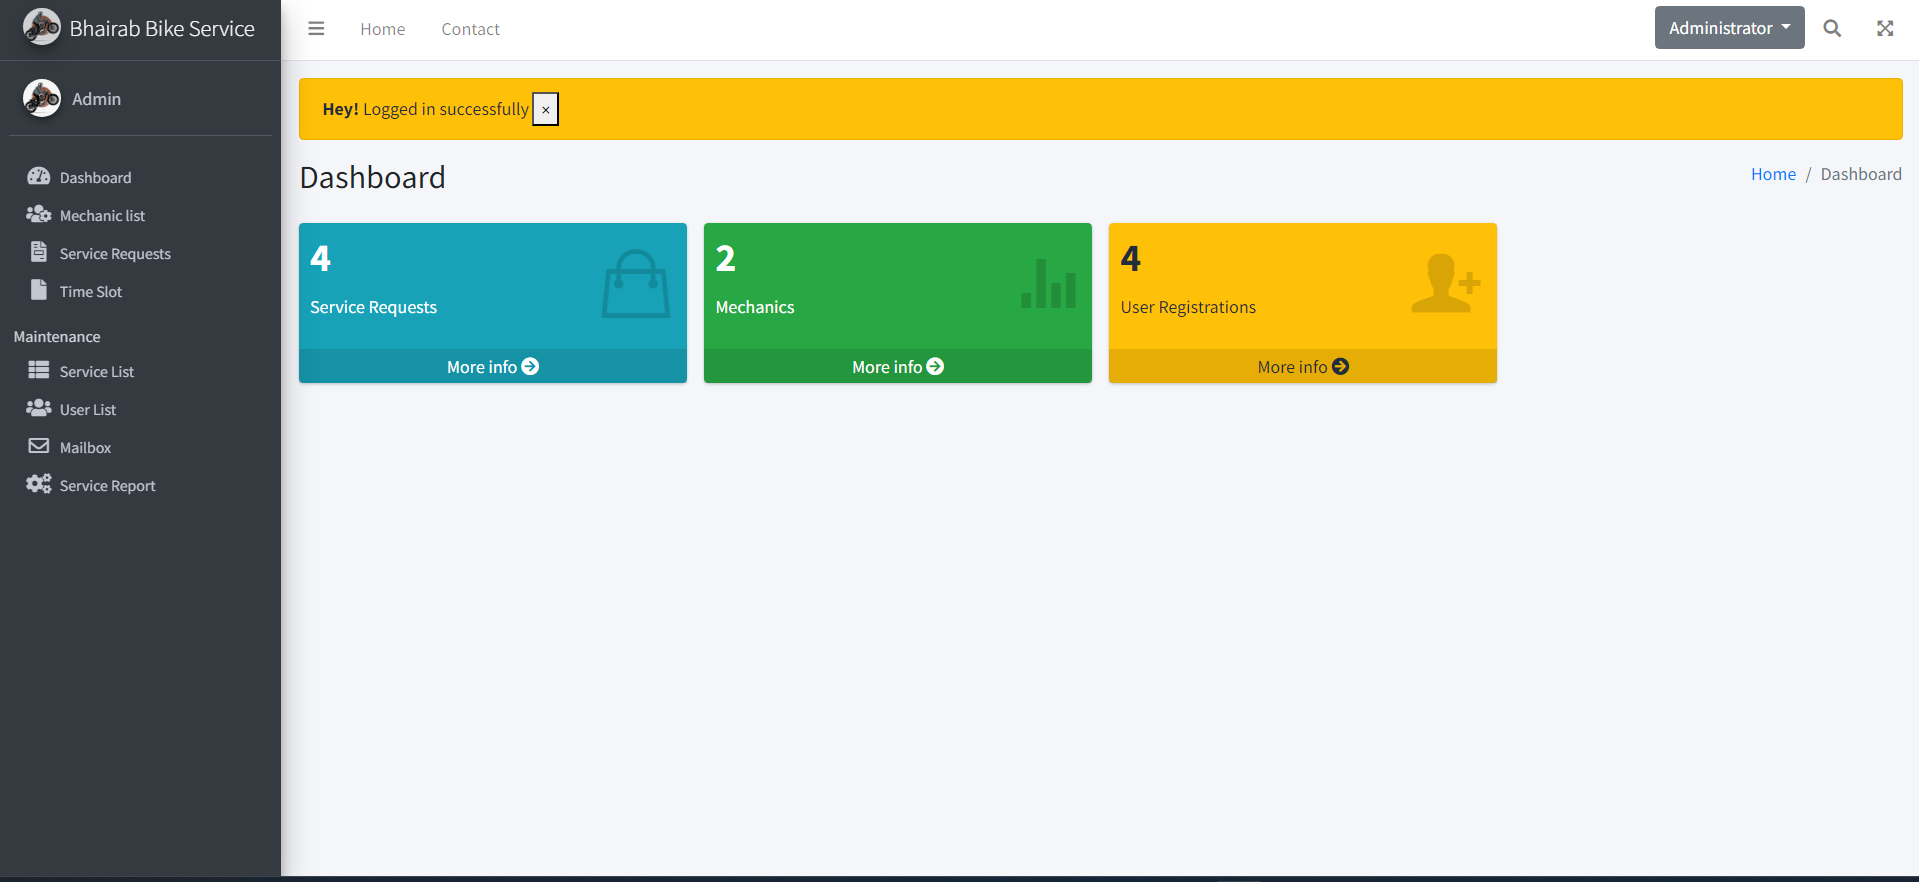 Bhairab Bike Service
Home
Contact
Administrator
Admin
Hey! Logged in successfully ×
Dashboard
Home / Dashboard
Dashboard
Mechanic list
Service Requests
Time Slot
Maintenance
Service List
User List
Mailbox
Service Report
4
Service Requests
More info
2
Mechanics
More info
4
User Registrations
More info